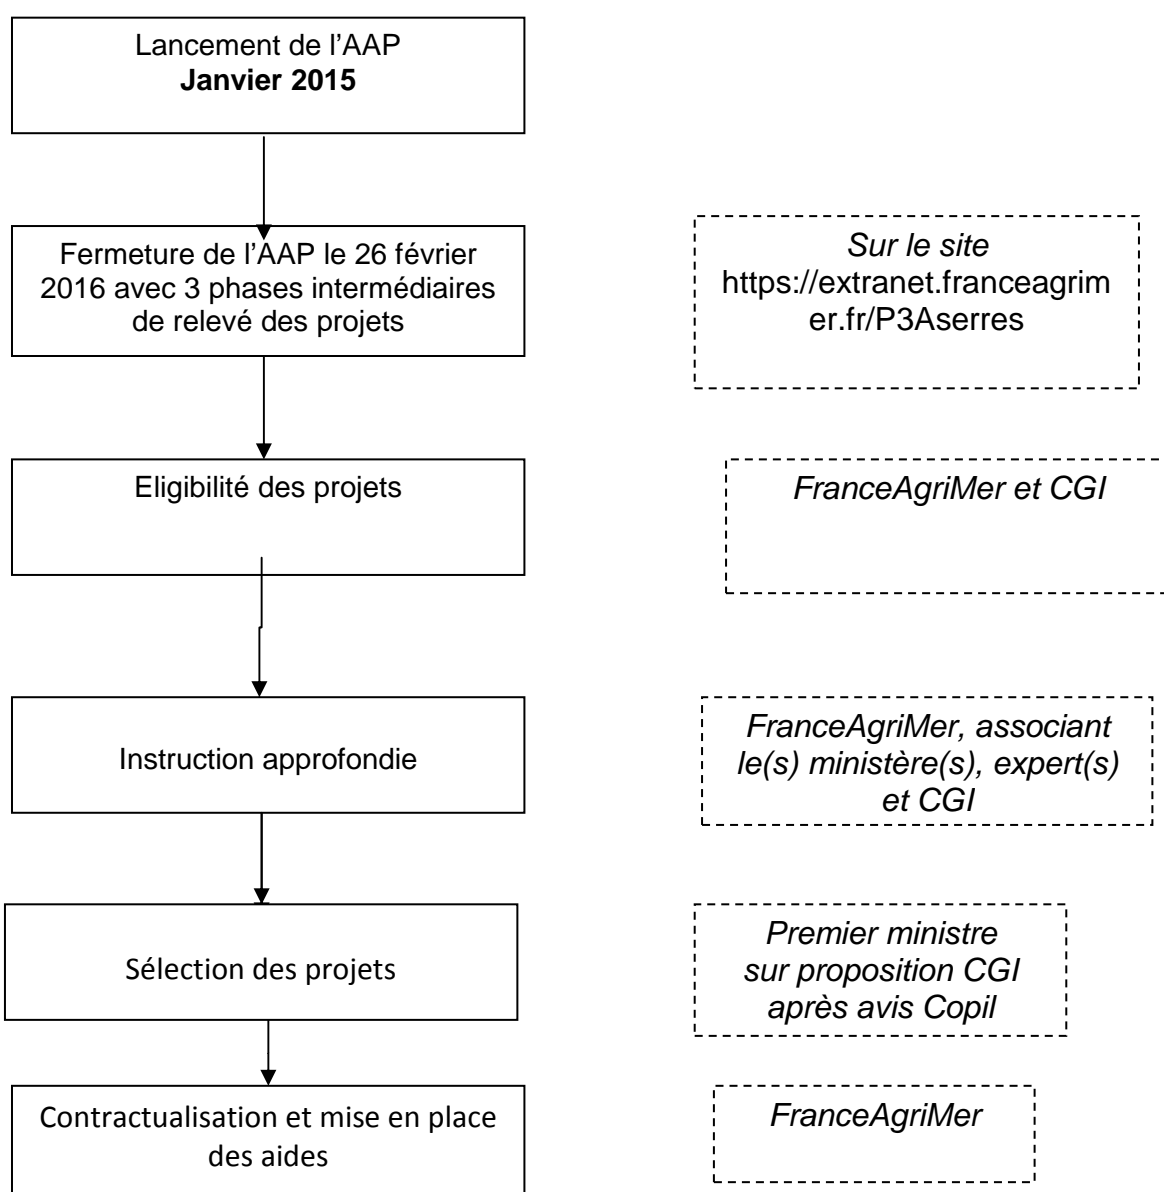 Lancement de l’AAP
Janvier 2015
Fermeture de l’AAP le 26 février
2016 avec 3 phases intermédiaires
de relevé des projets
Sur le site
https://extranet.franceagrim
er.fr/P3Aserres
Eligibilité des projets
FranceAgriMer et CGI
Instruction approfondie
FranceAgriMer, associant
le(s) ministère(s), expert(s)
et CGI
Sélection des projets
Premier ministre
sur proposition CGI
après avis Copil
Contractualisation et mise en place
des aides
FranceAgriMer